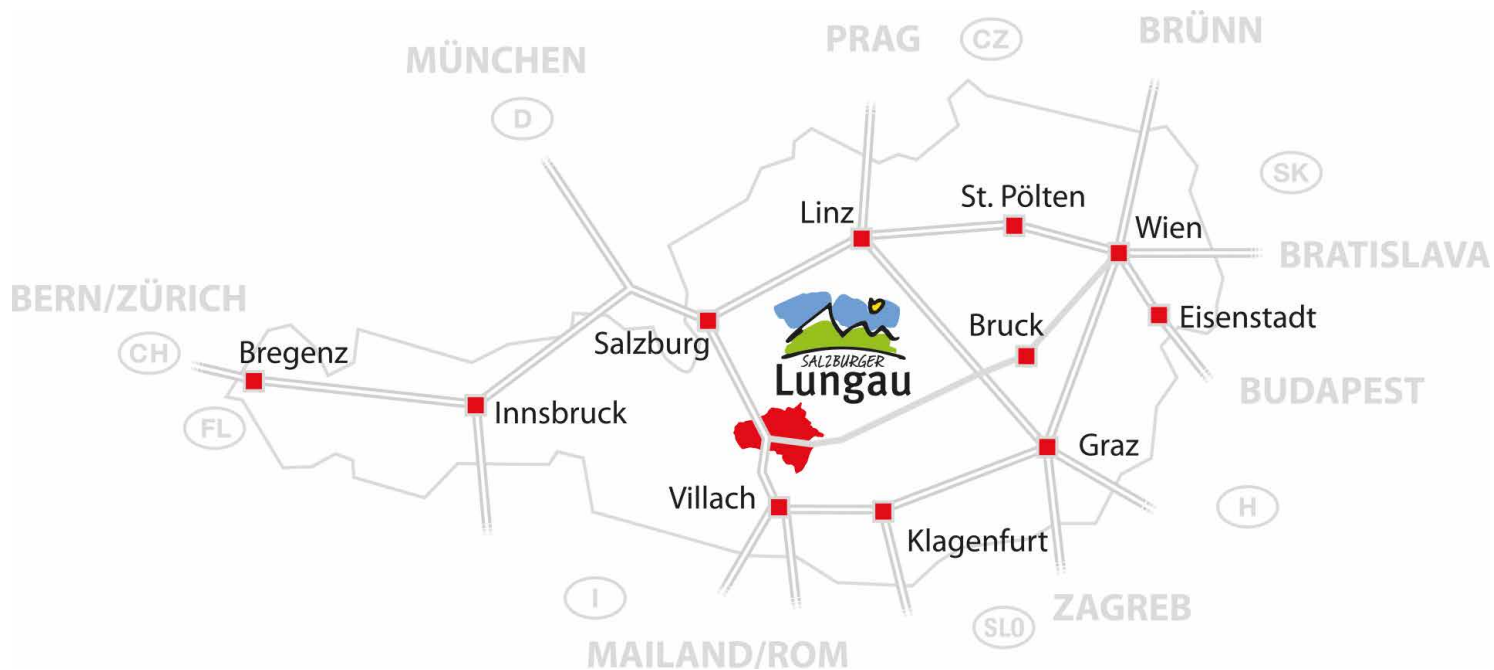 BRÜNN
PRAG
CZ
MÜNCHEN
D
SK
St. Pölten
Linz
Wien
BRATISLAVA
BERN/ZÜRICH
Eisenstadt
Bruck
Salzburg
CH
Bregenz
SALZBURGER
Lungau
BUDAPEST
Innsbruck
FL
Graz
Villach
H
Klagenfurt
I
ZAGREB
SLO
MAILAND/ROM